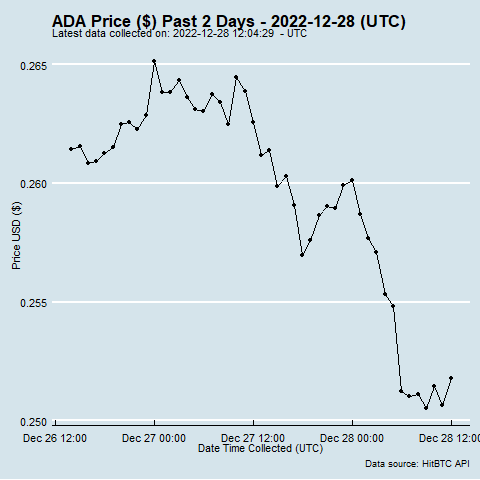 ADA Price ($) Past 2 Days - 2022-12-28 (UTC)
Latest data collected on: 2022-12-28 12:04:29  - UTC
0.265
0.260
0.255
0.250
Price USD ($)
Dec 26 12:00 Dec 27 00:00 Dec 27 12:00 Dec 28 00:00 Dec 28 12:00
Date Time Collected (UTC)
Data source: HitBTC API